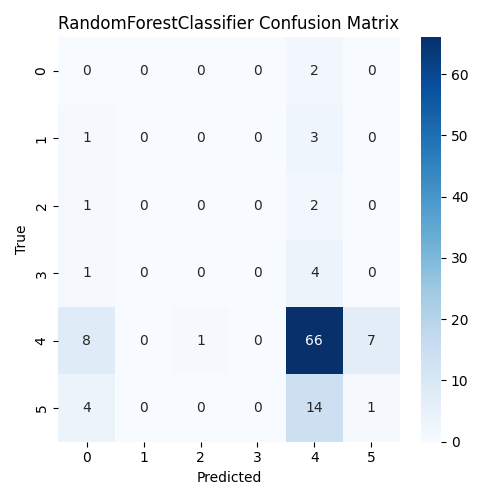 RandomForestClassifier Confusion Matrix
0 0 0 0 0 2 0
1 1 0 0 0 3 0
2 1 0 0 0 2 0
3 1 0 0 0 4 0
4 8 0 1 0 66 7
5 4 0 0 0 14 1
0 1 2 3 4 5
Predicted
True
60
50
40
30
20
10
0